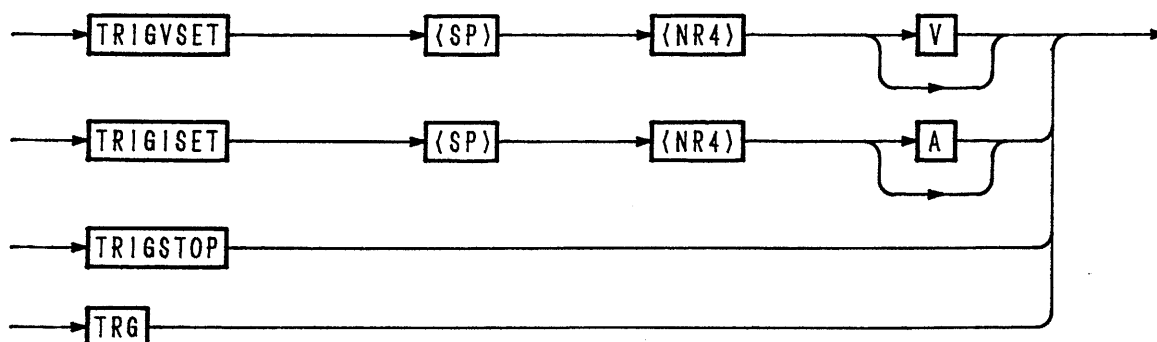 TRIGVSET ⟨SP⟩ ⟨NR4⟩ V
TRIGISET ⟨SP⟩ ⟨NR4⟩ A
TRIGSTOP
TRG